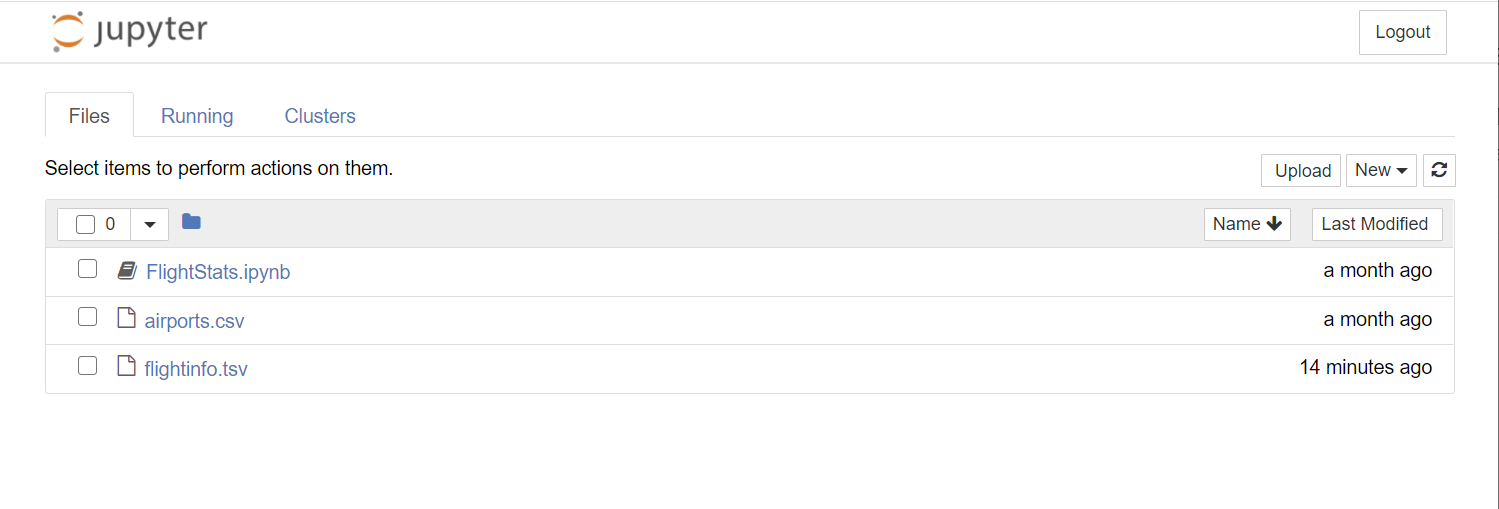 jupyter
Logout
Files Running Clusters
Select items to perform actions on them.
Upload New
0 Name Last Modified
FlightStats.ipynb a month ago
airports.csv a month ago
flightinfo.tsv 14 minutes ago